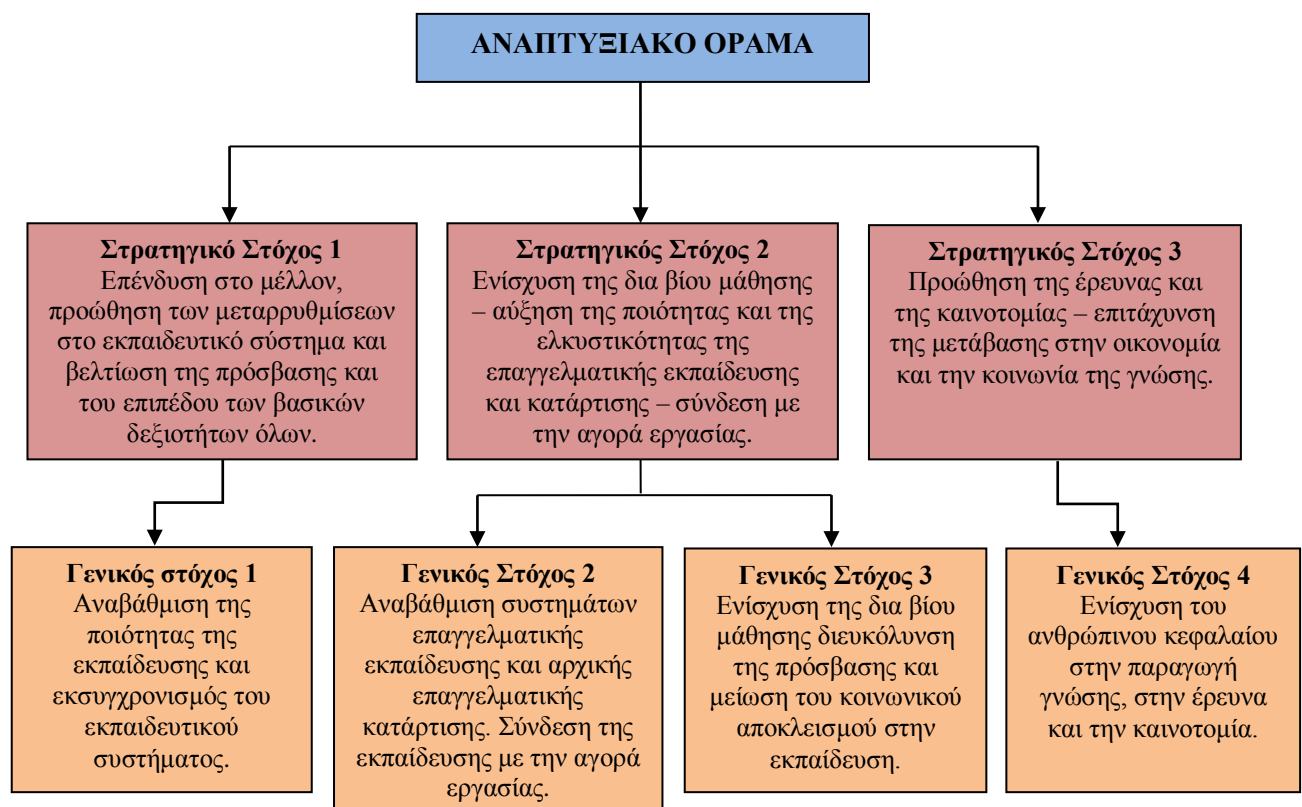 ΑΝΑΠΤΥΞΙΑΚΟ ΟΡΑΜΑ
Στρατηγικό Στόχος 1
Επένδυση στο μέλλον,
προώθηση των μεταρρυθμίσεων
στο εκπαιδευτικό σύστημα και
βελτίωση της πρόσβασης και
του επιπέδου των βασικών
δεξιοτήτων όλων.
Στρατηγικός Στόχος 2
Ενίσχυση της δια βίου μάθησης
– αύξηση της ποιότητας και της
ελκυστικότητας της
επαγγελματικής εκπαίδευσης
και κατάρτισης – σύνδεση με
την αγορά εργασίας.
Στρατηγικός Στόχος 3
Προώθηση της έρευνας και
της καινοτομίας – επιτάχυνση
της μετάβασης στην οικονομία
και την κοινωνία της γνώσης.
Γενικός στόχος 1
Αναβάθμιση της
ποιότητας της
εκπαίδευσης και
εκσυγχρονισμός του
εκπαιδευτικού
συστήματος.
Γενικός Στόχος 2
Αναβάθμιση συστημάτων
επαγγελματικής
εκπαίδευσης και αρχικής
επαγγελματικής
κατάρτισης. Σύνδεση της
εκπαίδευσης με την αγορά
εργασίας.
Γενικός Στόχος 3
Ενίσχυση της δια βίου
μάθησης διευκόλυνση
της πρόσβασης και
μείωση του κοινωνικού
αποκλεισμού στην
εκπαίδευση.
Γενικός Στόχος 4
Ενίσχυση του
ανθρώπινου κεφαλαίου
στην παραγωγή
γνώσης, στην έρευνα
και την καινοτομία.